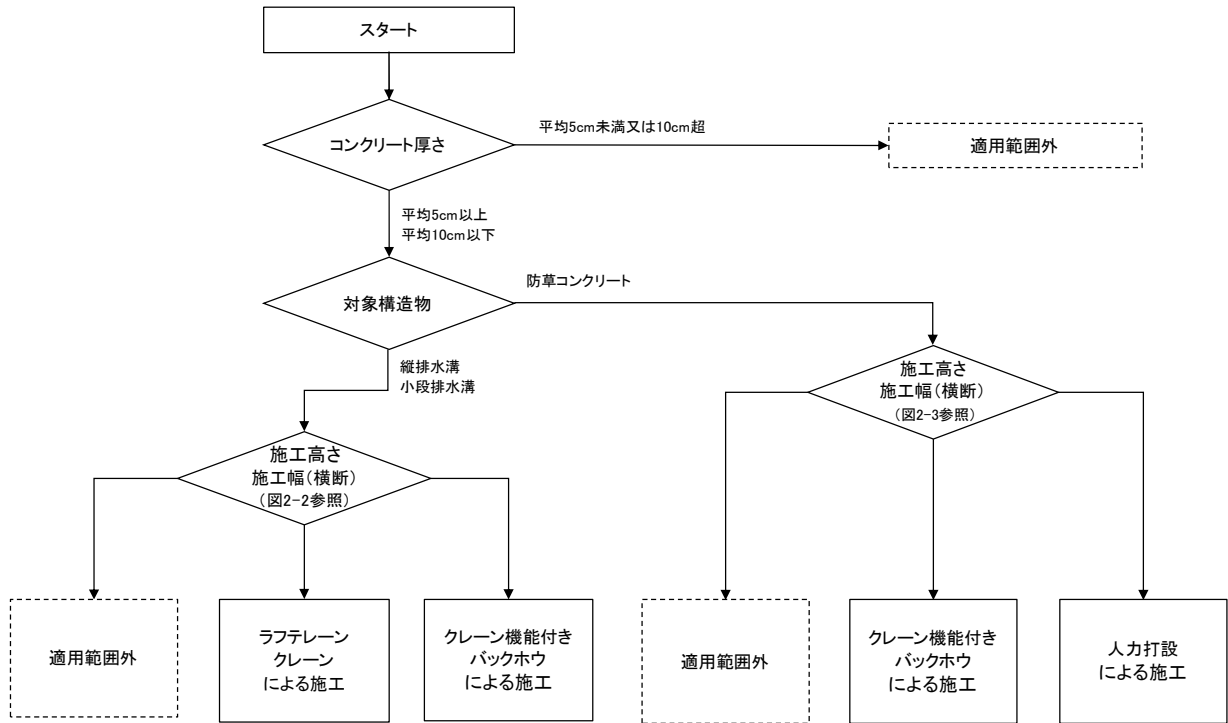 スタート
コンクリート厚さ
平均5cm未満又は10cm超
適用範囲外
平均5cm以上
平均10cm以下
対象構造物
防草コンクリート
縦排水溝
小段排水溝
施工高さ
施工幅(横断)
(図2-3参照)
施工高さ
施工幅(横断)
(図2-2参照)
適用範囲外
ラフテレーン
クレーン
による施工
クレーン機能付き
バックホウ
による施工
適用範囲外
クレーン機能付き
バックホウ
による施工
人力打設
による施工